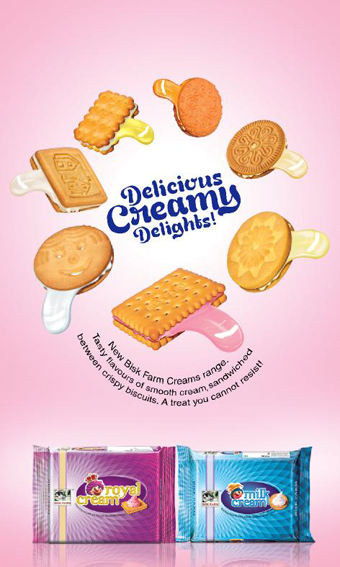 Delicious
Creamy
Delights!
New Bisk Farm Creams range.
Tasty flavours of smooth cream, sandwiched
between crispy biscuits. A treat you cannot resist!
royal
cream
milk
cream